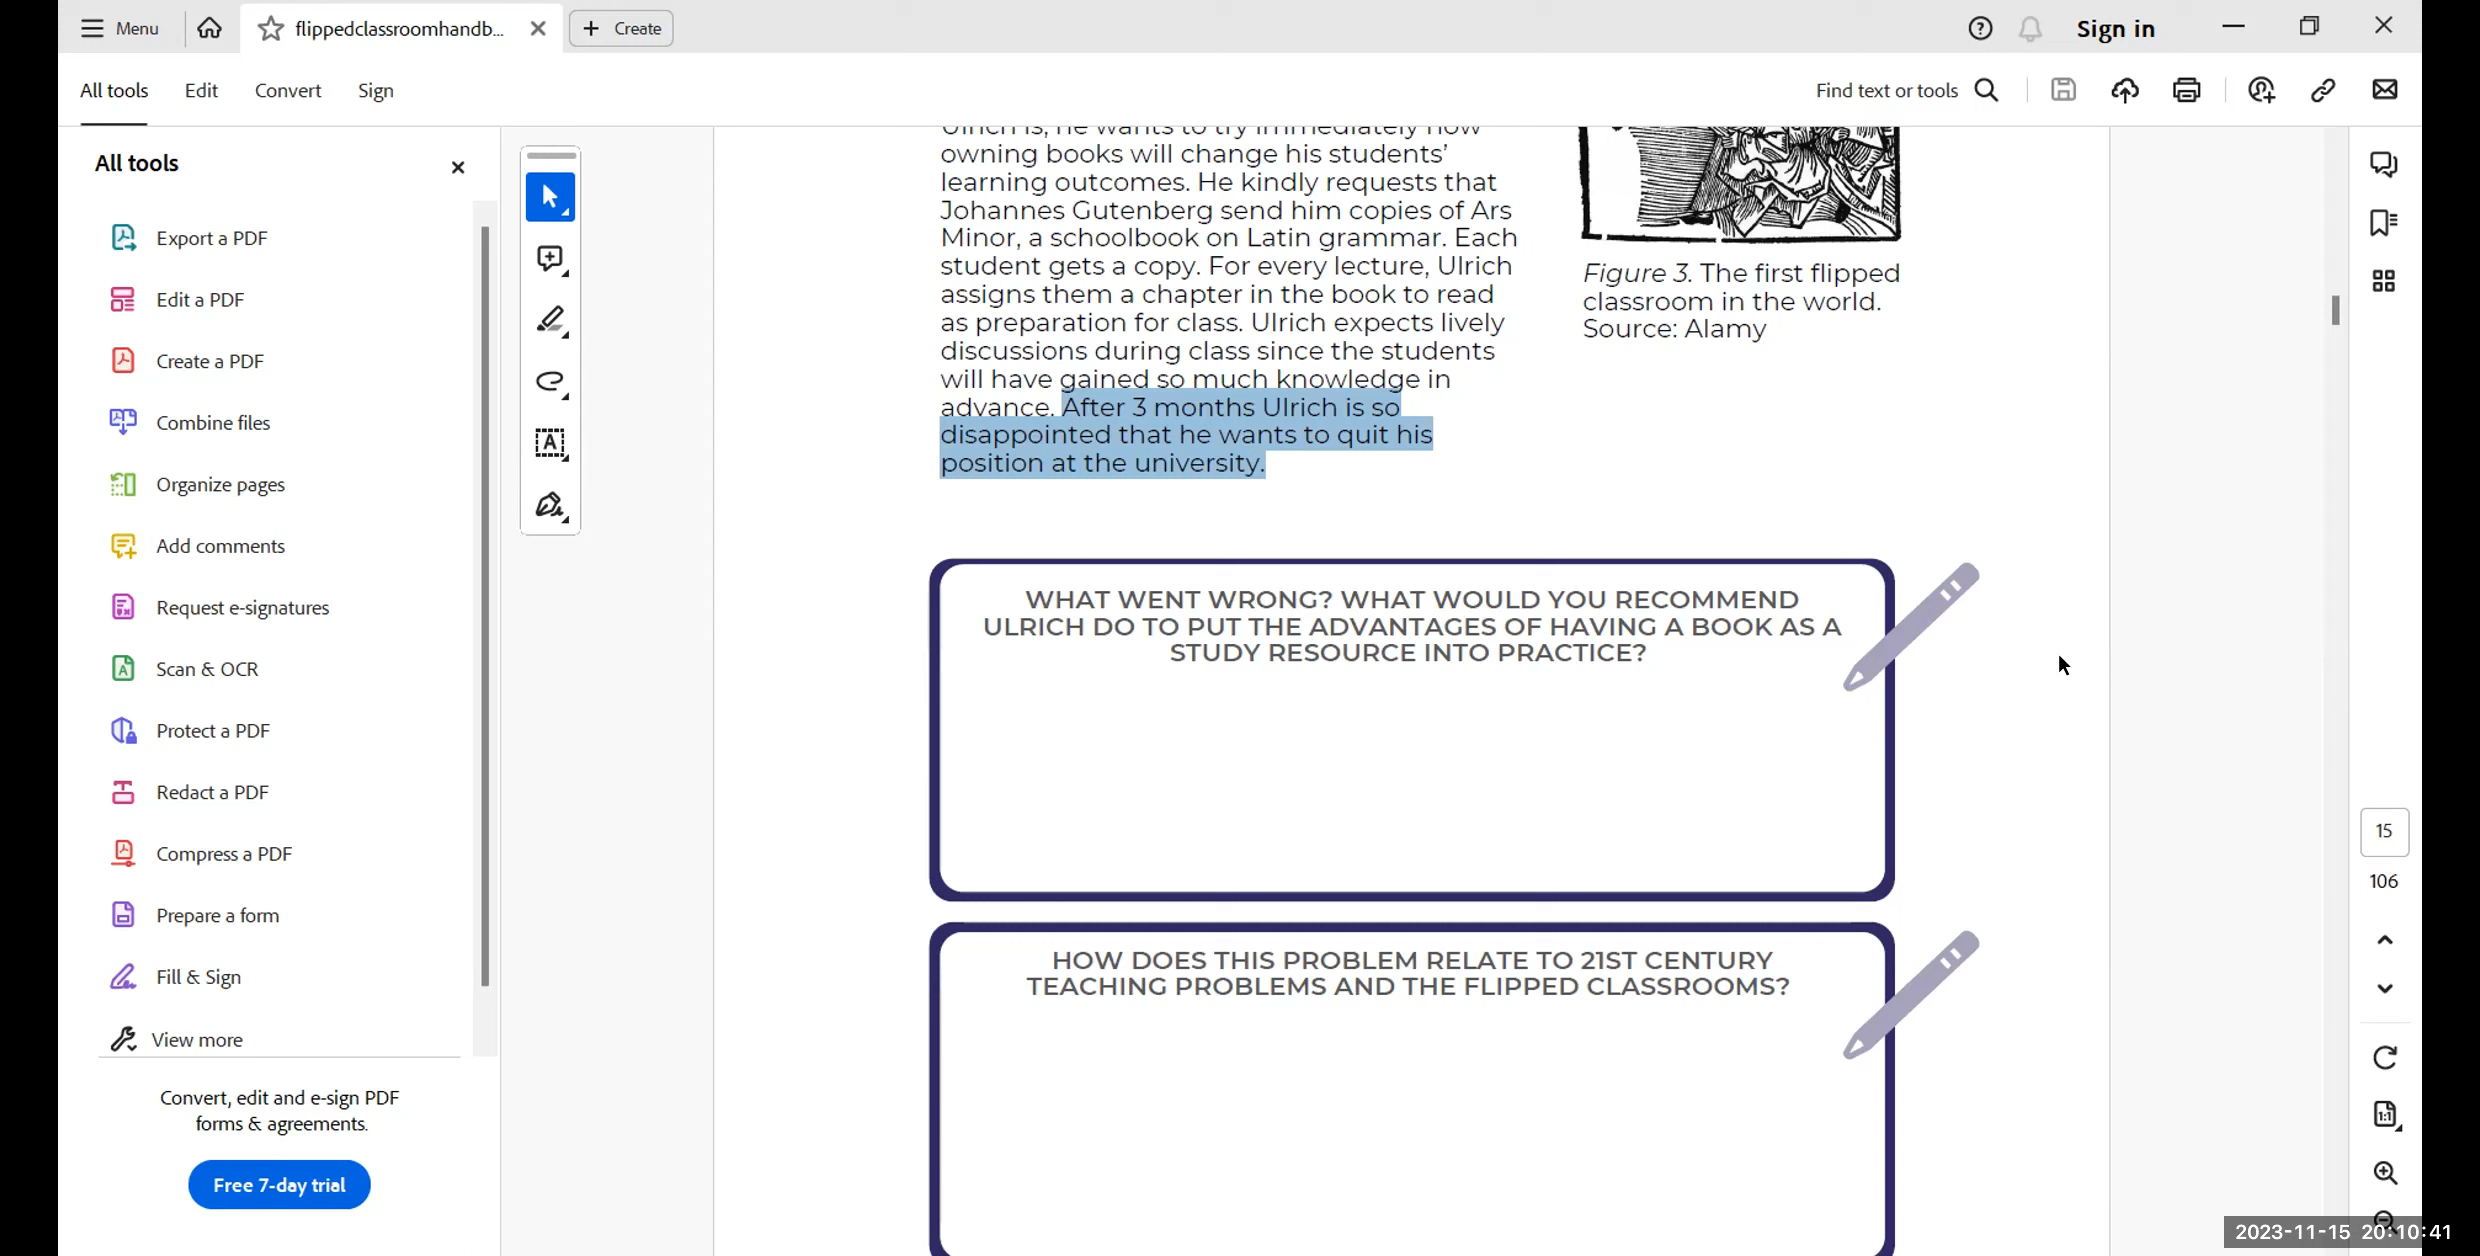 Menu
flippedclassroomhandb...
Create
Sign in
All tools
Edit
Convert
Sign
Find text or tools
All tools
Export a PDF
Edit a PDF
Create a PDF
Combine files
Organize pages
Add comments
Request e-signatures
Scan & OCR
Protect a PDF
Redact a PDF
Compress a PDF
Prepare a form
Fill & Sign
View more
Convert, edit and e-sign PDF
forms & agreements.
Free 7-day trial
Ulrich is, he wants to try immediately how
owning books will change his students’
learning outcomes. He kindly requests that
Johannes Gutenberg send him copies of Ars
Minor, a schoolbook on Latin grammar. Each
student gets a copy. For every lecture, Ulrich
assigns them a chapter in the book to read
as preparation for class. Ulrich expects lively
discussions during class since the students
will have gained so much knowledge in
advance. After 3 months Ulrich is so
disappointed that he wants to quit his
position at the university.
Figure 3. The first flipped
classroom in the world.
Source: Alamy
WHAT WENT WRONG? WHAT WOULD YOU RECOMMEND
ULRICH DO TO PUT THE ADVANTAGES OF HAVING A BOOK AS A
STUDY RESOURCE INTO PRACTICE?
HOW DOES THIS PROBLEM RELATE TO 21ST CENTURY
TEACHING PROBLEMS AND THE FLIPPED CLASSROOMS?
15
106
2023-11-15 20:10:41